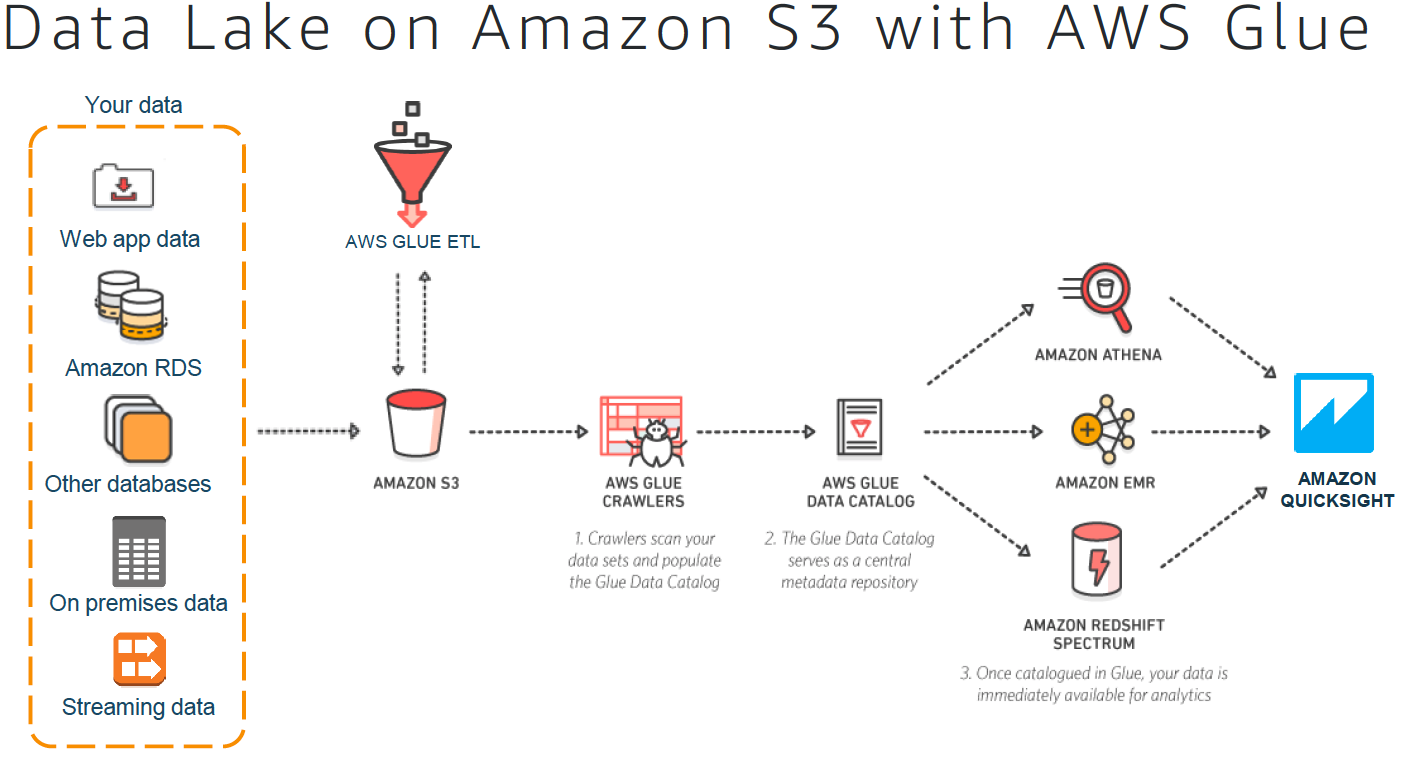 Data Lake on Amazon S3 with AWS Glue
Your data
Web app data
Amazon RDS
Other databases
On premises data
Streaming data
AWS GLUE ETL
AMAZON S3
AWS GLUE
CRAWLERS
1. Crawlers scan your
data sets and populate
the Glue Data Catalog
AWS GLUE
DATA CATALOG
2. The Glue Data Catalog
serves as a central
metadata repository
AMAZON ATHENA
AMAZON EMR
AMAZON REDSHIFT
SPECTRUM
3. Once catalogued in Glue, your data is
immediately available for analytics
AMAZON
QUICKSIGHT